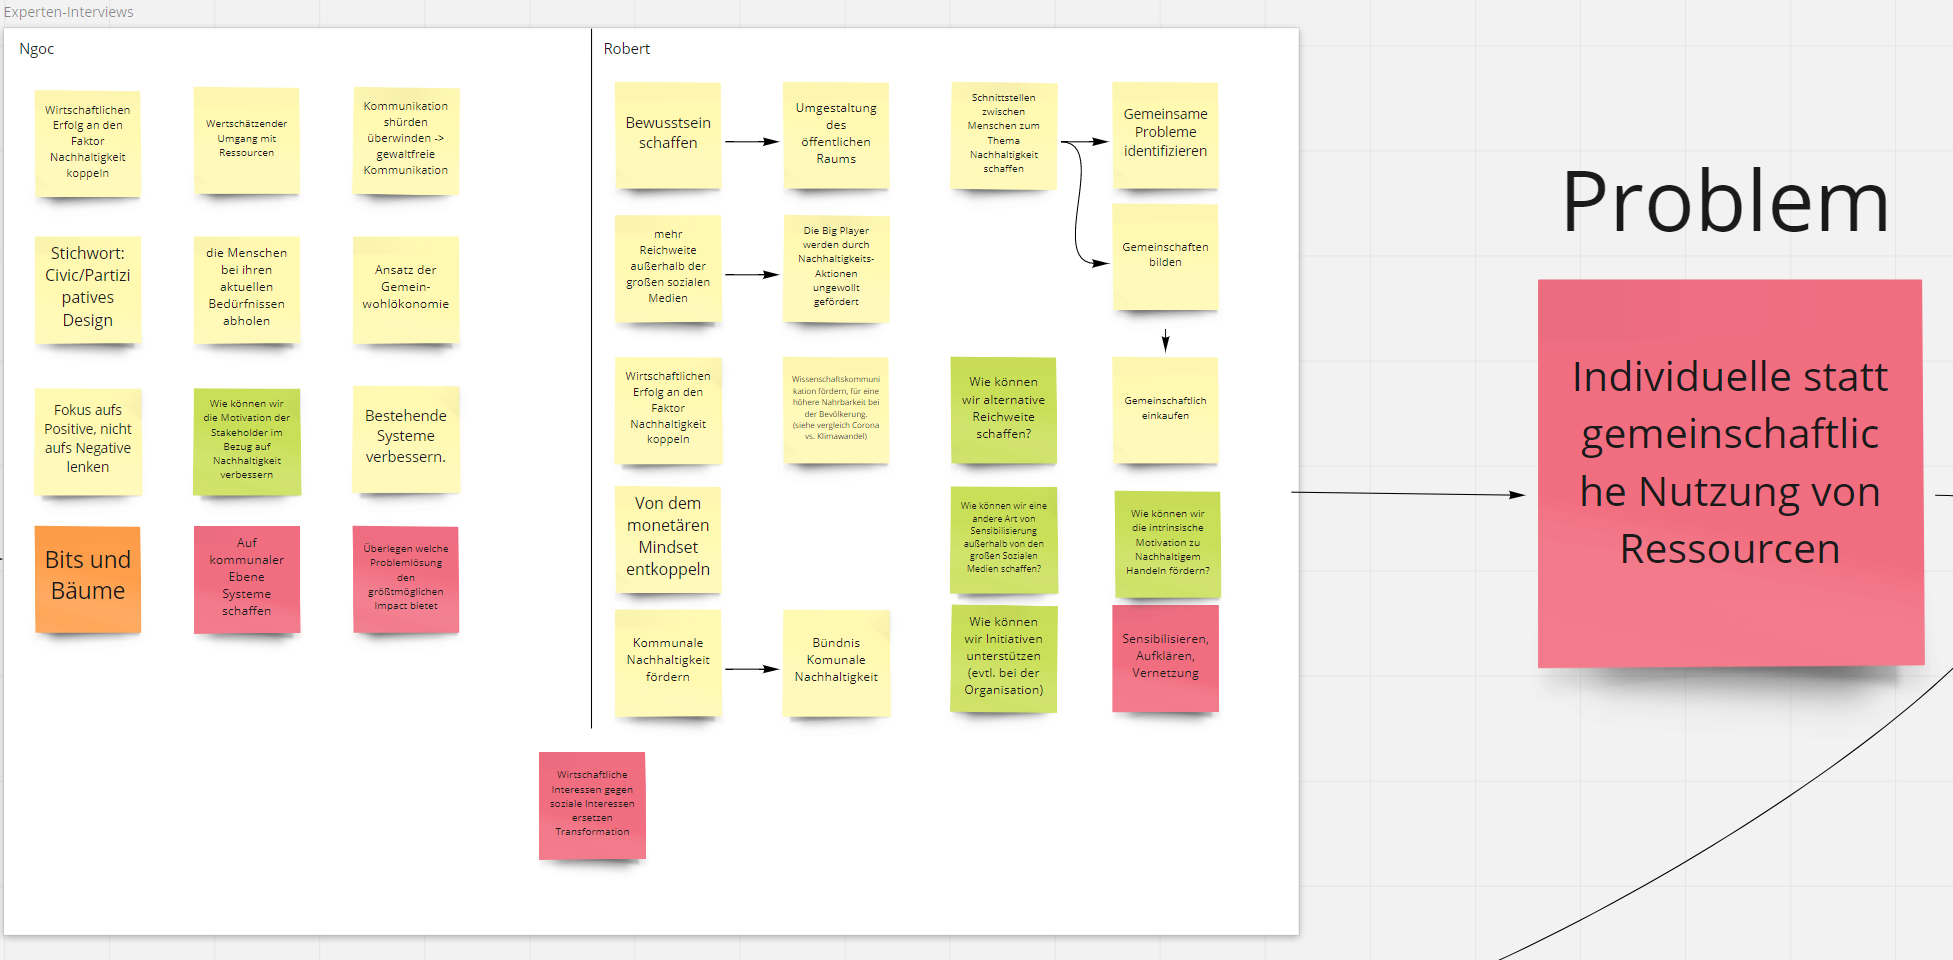 Experten-Interviews
Ngoc
Wirtschaftlichen
Erfolg an den
Faktor
Nachhaltigkeit
koppeln
Wertschätzender
Umgang mit
Ressourcen
Kommunikation
shürden
überwinden ->
gewaltfreie
Kommunikation
Stichwort:
Civic/Partizi
patives
Design
die Menschen
bei ihren
aktuellen
Bedürfnissen
abholen
Ansatz der
Gemein-
wohlökonomie
Fokus aufs
Positive, nicht
aufs Negative
lenken
Wie können wir
die Motivation der
Stakeholder im
Bezug auf
Nachhaltigkeit
verbessern
Bestehende
Systeme
verbessern.
Bits und
Bäume
Auf
kommunaler
Ebene
Systeme
schaffen
Überlegen welche
Problemlösung
den
größtmöglichen
Impact bietet
Robert
Bewusstsein
schaffen
Umgestaltung
des
öffentlichen
Raums
Schnittstellen
zwischen
Menschen zum
Thema
Nachhaltigkeit
schaffen
Gemeinsame
Probleme
identifizieren
mehr
Reichweite
außerhalb der
großen sozialen
Medien
Die Big Player
werden durch
Nachhaltigkeits-
Aktionen
ungewollt
gefördert
Gemeinschaften
bilden
Wirtschaftlichen
Erfolg an den
Faktor
Nachhaltigkeit
koppeln
Wissenschaftskommuni
kation fördern, für eine
höhere Nahrbarkeit bei
der Bevölkerung.
(siehe vergleich Corona
vs. Klimawandel)
Wie können
wir alternative
Reichweite
schaffen?
Gemeinschaftlich
einkaufen
Von dem
monetären
Mindset
entkoppeln
Wie können wir eine
andere Art von
Sensibilisierung
außerhalb von den
großen Sozialen
Medien schaffen?
Wie können wir
die intrinsische
Motivation zu
Nachhaltigem
Handeln fördern?
Kommunale
Nachhaltigkeit
fördern
Bündnis
Komunale
Nachhaltigkeit
Wie können
wir Initiativen
unterstützen
(evtl. bei der
Organisation)
Sensibilisieren,
Aufklären,
Vernetzung
Wirtschaftliche
Interessen gegen
soziale Interessen
ersetzen
Transformation
Problem
Individuelle statt
gemeinschaftlic
he Nutzung von
Ressourcen